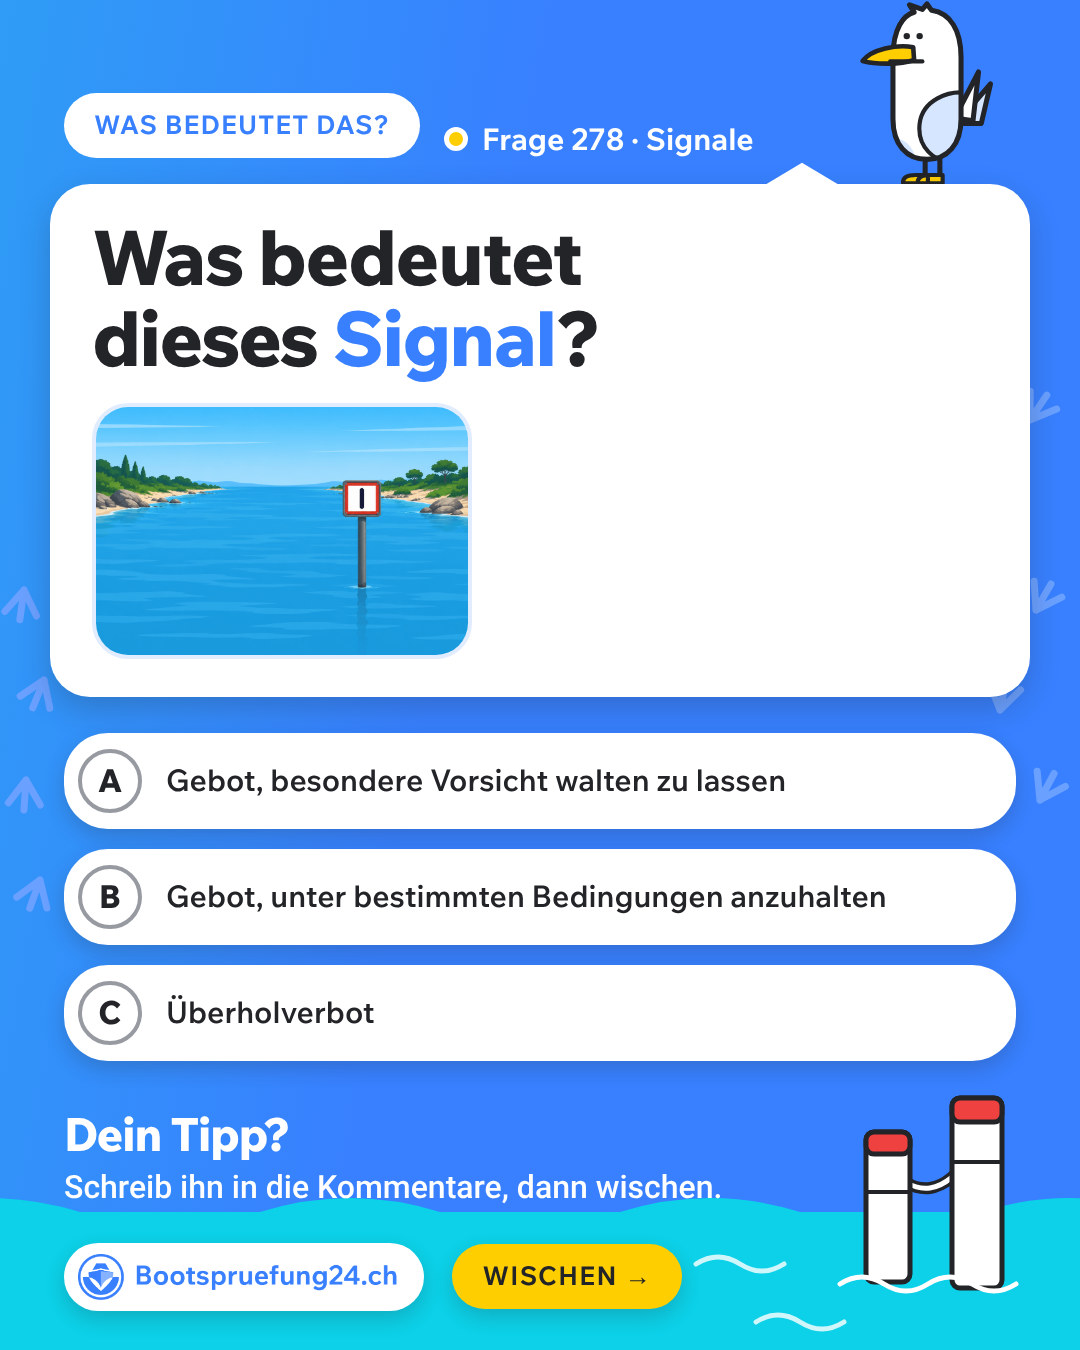 WAS BEDEUTET DAS?
Frage 278 · Signale
Was bedeutet
dieses Signal?
A
Gebot, besondere Vorsicht walten zu lassen
B
Gebot, unter bestimmten Bedingungen anzuhalten
C
Überholverbot
Dein Tipp?
Schreib ihn in die Kommentare, dann wischen.
Bootspruefung24.ch
WISCHEN →